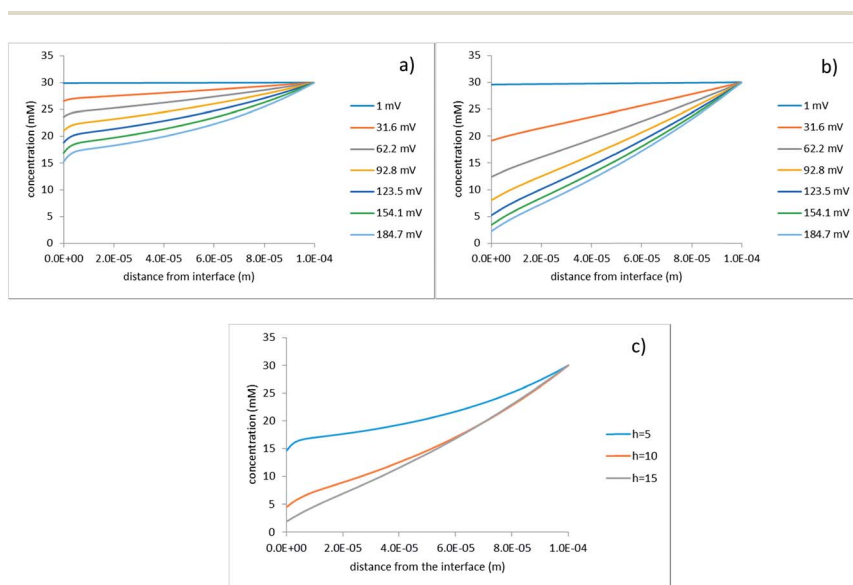 a)
concentration (mM)
35
30
25
20
15
10
5
0
0.0E+00 2.0E-05 4.0E-05 6.0E-05 8.0E-05 1.0E-04
distance from interface (m)
1 mV
31.6 mV
62.2 mV
92.8 mV
123.5 mV
154.1 mV
184.7 mV
b)
concentration (mM)
35
30
25
20
15
10
5
0
0.0E+00 2.0E-05 4.0E-05 6.0E-05 8.0E-05 1.0E-04
distance from interface (m)
1 mV
31.6 mV
62.2 mV
92.8 mV
123.5 mV
154.1 mV
184.7 mV
c)
concentration (mM)
35
30
25
20
15
10
5
0
0.0E+00 2.0E-05 4.0E-05 6.0E-05 8.0E-05 1.0E-04
distance from the interface (m)
h=5
h=10
h=15